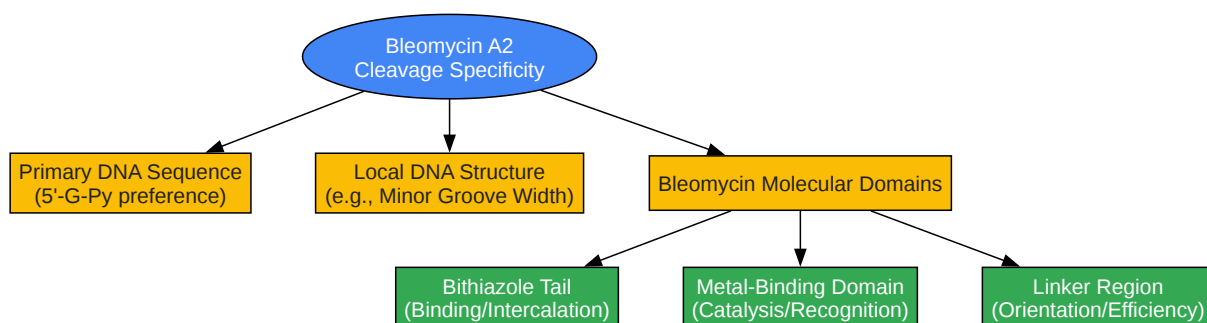 Bleomycin A2
Cleavage Specificity
Primary DNA Sequence
(5'-G-Py preference)
Local DNA Structure
(e.g., Minor Groove Width)
Bleomycin Molecular Domains
Bithiazole Tail
(Binding/Intercalation)
Metal-Binding Domain
(Catalysis/Recognition)
Linker Region
(Orientation/Efficiency)